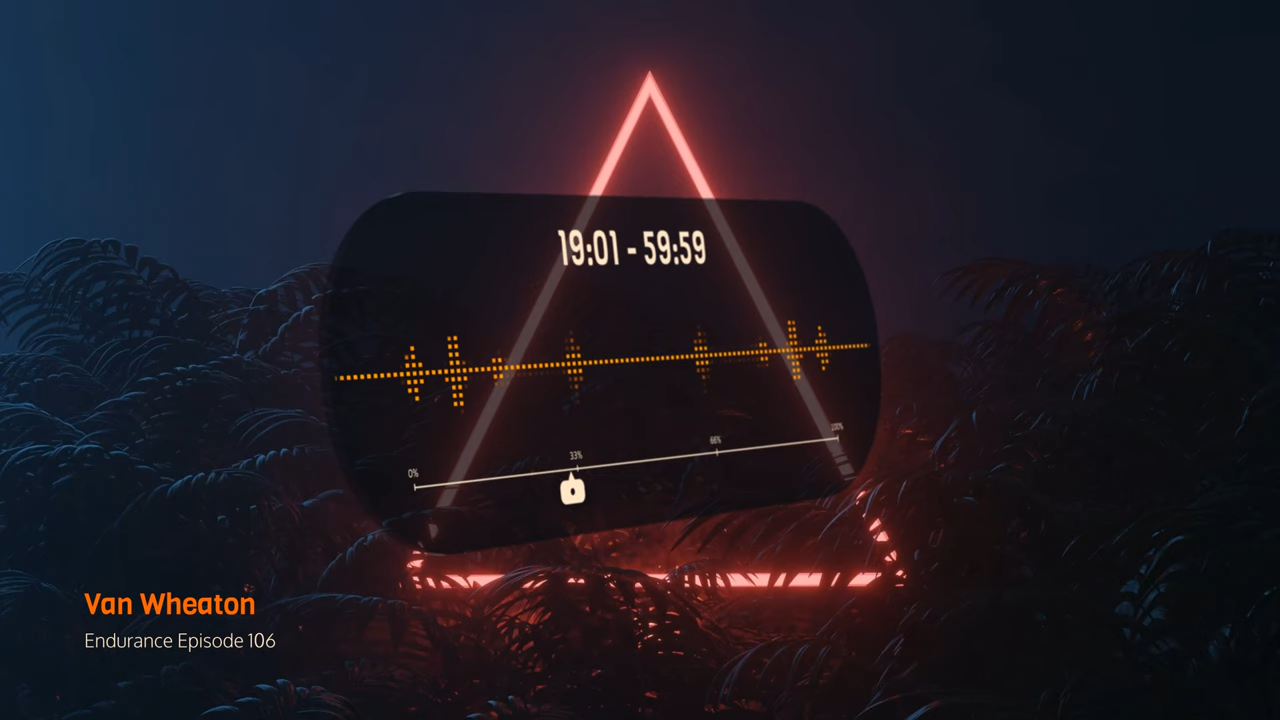 19:01 - 59:59
0%
33%
66%
100%
Van Wheaton
Endurance Episode 106